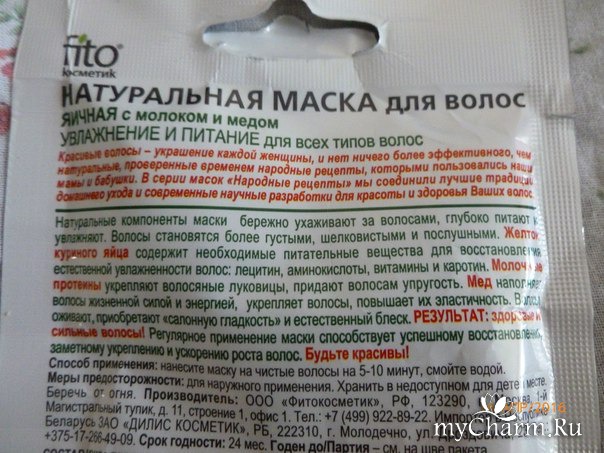 fito
косметик
НАТУРАЛЬНАЯ МАСКА для волос
ЯИЧНАЯ с молоком и медом
УВЛАЖНЕНИЕ И ПИТАНИЕ для всех типов волос
Красивые волосы – украшение каждой женщины, и нет ничего более эффективного, чем
натуральные, проверенные временем народные рецепты, которыми пользовались наши
мамы и бабушки. В серии масок «Народные рецепты» мы соединили лучшие традиции
домашнего ухода и современные научные разработки для красоты и здоровья Ваших волос
Натуральные компоненты маски бережно ухаживают за волосами, глубоко питают и
увлажняют. Волосы становятся более густыми, шелковистыми и послушными. Желток
куриного яйца содержит необходимые питательные вещества для восстановления
естественной увлажненности волос: лецитин, аминокислоты, витамины и каротин. Молочные
протеины укрепляют волосяные луковицы, придают волосам упругость. Мед наполняет
волосы жизненной силой и энергией, укрепляет волосы, повышает их эластичность. Волосы
оживают, приобретают «салонную гладкость» и естественный блеск. РЕЗУЛЬТАТ: здоровые и
сильные волосы! Регулярное применение маски способствует успешному восстановлению,
заметному укреплению и ускорению роста волос. Будьте красивы!
Способ применения: нанесите маску на чистые волосы на 5-10 минут, смойте водой.
Меры предосторожности: для наружного применения. Хранить в недоступном для детей месте.
Беречь от огня. ООО «Фитокосметик», РФ, 123290, г. Москва, 1-й
Магистральный тупик, д. 11, строение 1, офис 1. Тел.: +7 (499) 922-89-22.
Беларусь ЗАО «ДИЛИС КОСМЕТИК», РБ, 222310, г. Молодечно, ул.
+375-17-266-49-09. Срок годности: 24 мес. Годен до/Партия – см. на шве пакета.
2016
myCharm.Ru